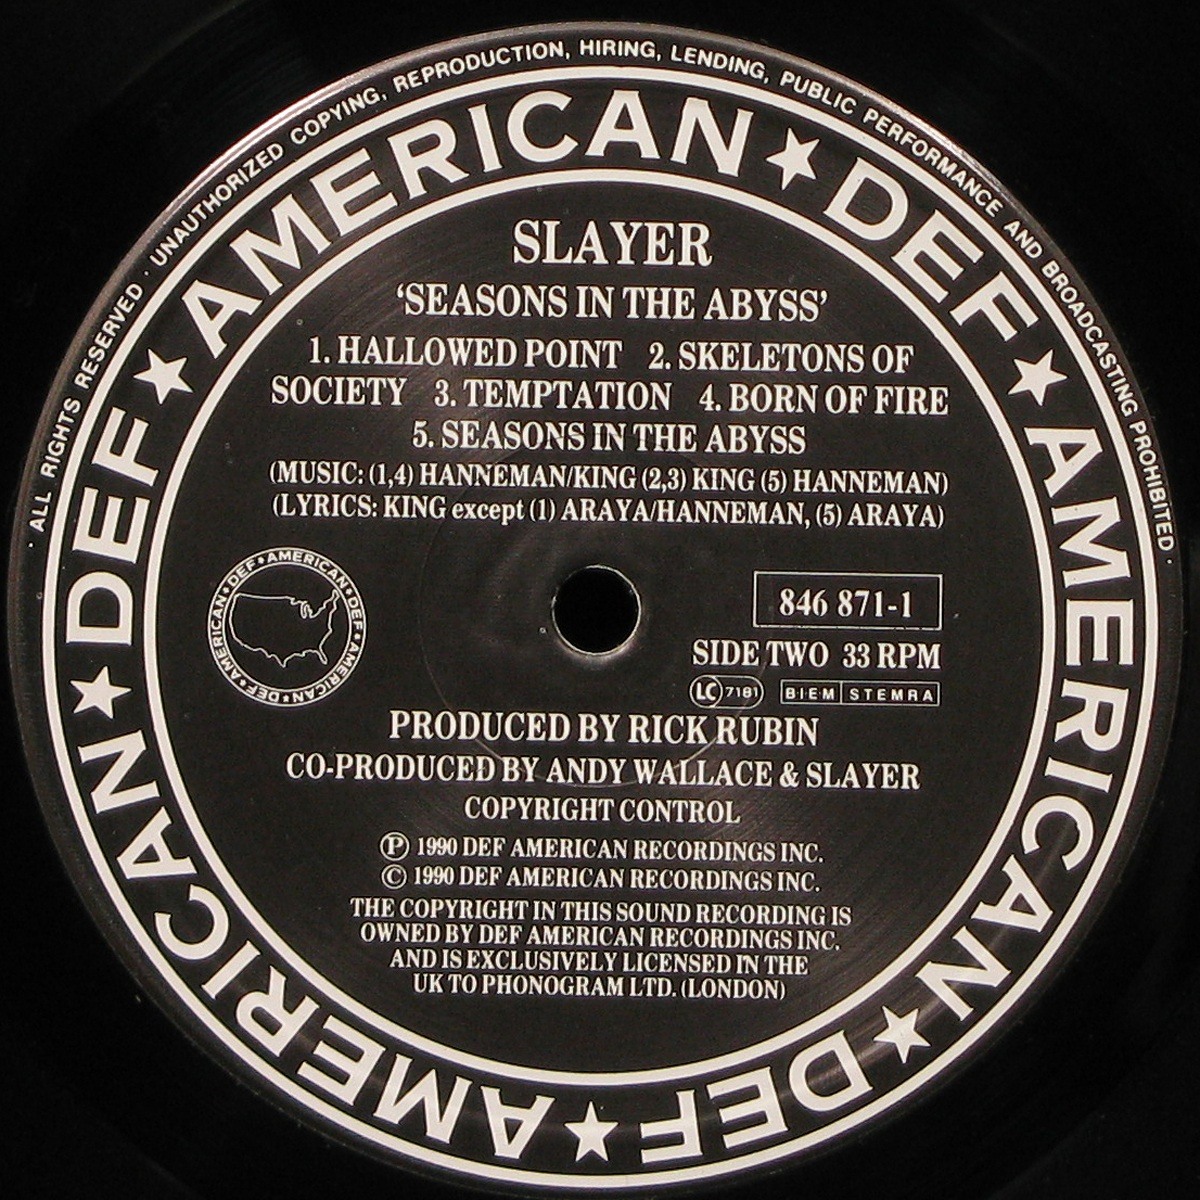 · ALL RIGHTS RESERVED · UNAUTHORIZED COPYING, REPRODUCTION, HIRING, LENDING, PUBLIC PERFORMANCE AND BROADCASTING PROHIBITED ·
★ AMERICAN ★ DEF ★ AMERICAN ★ DEF ★ AMERICAN ★ DEF
SLAYER
‘SEASONS IN THE ABYSS’
1. HALLOWED POINT 2. SKELETONS OF
SOCIETY 3. TEMPTATION 4. BORN OF FIRE
5. SEASONS IN THE ABYSS
(MUSIC: (1,4) HANNEMAN/KING (2,3) KING (5) HANNEMAN)
(LYRICS: KING except (1) ARAYA/HANNEMAN, (5) ARAYA)
DEF ★ AMERICAN ★ DEF ★ AMERICAN ★ DEF ★ AMERICAN ★
846 871-1
SIDE TWO 33 RPM
LC 7181 BIEM STEMRA
PRODUCED BY RICK RUBIN
CO-PRODUCED BY ANDY WALLACE & SLAYER
COPYRIGHT CONTROL
Ⓟ 1990 DEF AMERICAN RECORDINGS INC.
© 1990 DEF AMERICAN RECORDINGS INC.
THE COPYRIGHT IN THIS SOUND RECORDING IS
OWNED BY DEF AMERICAN RECORDINGS INC.
AND IS EXCLUSIVELY LICENSED IN THE
UK TO PHONOGRAM LTD. (LONDON)